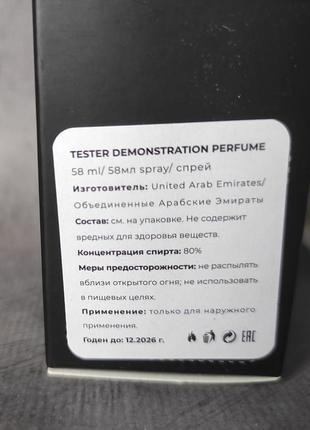 TESTER DEMONSTRATION PERFUME
58 ml/ 58мл spray/ спрей
Изготовитель: United Arab Emirates/
Объединенные Арабские Эмираты
Состав: см. на упаковке. Не содержит
вредных для здоровья веществ.
Концентрация спирта: 80%
Меры предосторожности: не распылять
вблизи открытого огня; не использовать
в пищевых целях.
Применение: только для наружного
применения.
Годен до: 12.2026 г.
EAC